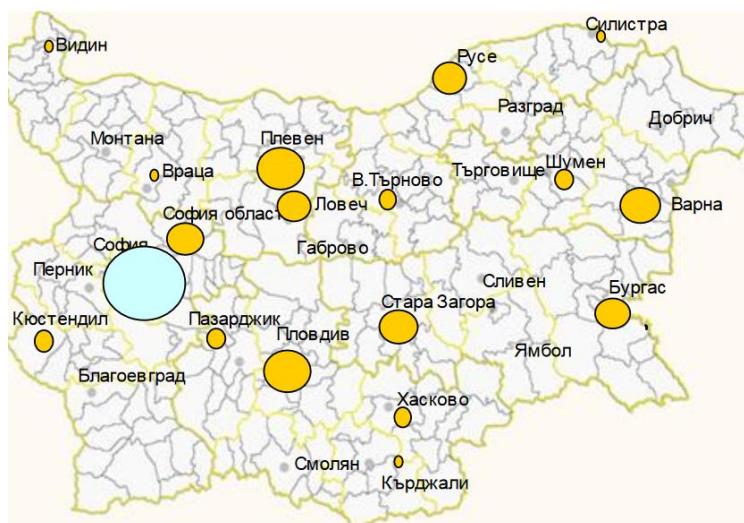 Силистра
Видин
Русе
Разград
Добрич
Монтана
Плевен
Враца
В.Търново
Търговище
Шумен
Ловеч
Варна
София област
София
Габрово
Перник
Сливен
Бургас
Кюстендил
Пазарджик
Стара Загора
Пловдив
Ямбол
Благоевград
Хасково
Смолян
Кърджали